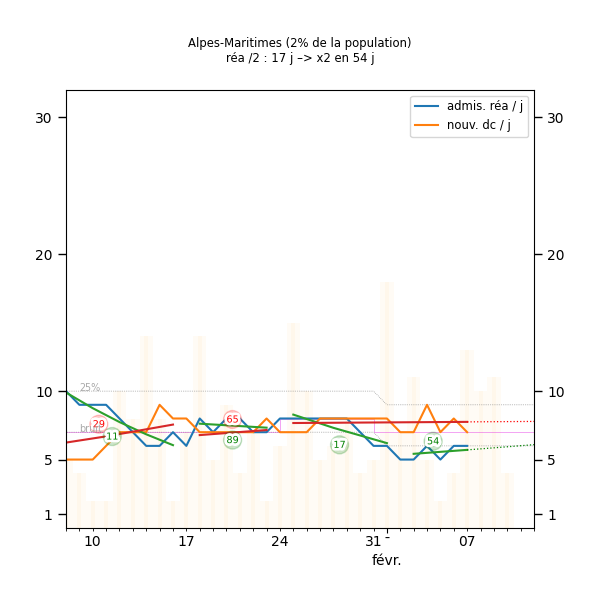 Alpes-Maritimes (2% de la population)
réa /2 : 17 j –> x2 en 54 j
admis. réa / j
nouv. dc / j
30 30
20 20
25%
10 10
29 11 65 89 17 54
5 5
1 1
10 17 24 31 07
févr.